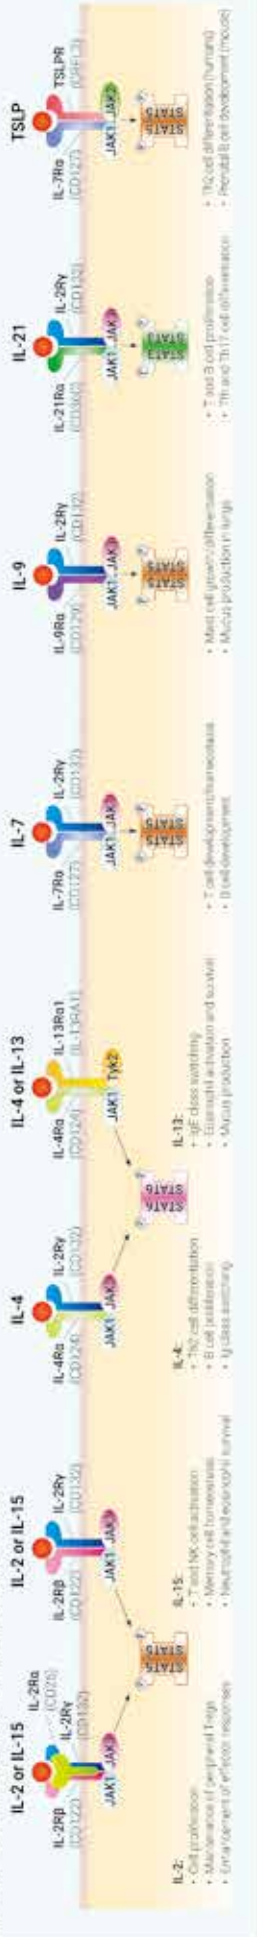 IL-2 or IL-15
IL-2Rβ
(CD122)
IL-2Rα
(CD25)
IL-2Rγ
(CD132)
JAK1 JAK3
IL-2 or IL-15
IL-2Rβ
(CD122)
IL-2Rγ
(CD132)
JAK1 JAK3
STAT5
STAT5
IL-2:
• Cell proliferation
• Maintenance of peripheral Tregs
• Enhancement of effector responses
IL-15:
• T and NK cell activation
• Memory cell homeostasis
• Neutrophil and eosinophil survival
IL-4
IL-4Rα
(CD124)
IL-2Rγ
(CD132)
JAK1 JAK3
IL-4 or IL-13
IL-4Rα
(CD124)
IL-13Rα1
(IL-13RA1)
JAK1 Tyk2
STAT6
STAT6
IL-4:
• Th2 cell differentiation
• B cell proliferation
• Ig class switching
IL-13:
• IgE class switching
• Eosinophil activation and survival
• Mucus production
IL-7
IL-7Rα
(CD127)
IL-2Rγ
(CD132)
JAK1 JAK3
STAT5
STAT5
• T cell development/homeostasis
• B cell development
IL-9
IL-9Rα
(CD129)
IL-2Rγ
(CD132)
JAK1 JAK3
STAT5
STAT5
• Mast cell growth/differentiation
• Mucus production in lungs
IL-21
IL-21Rα
(CD360)
IL-2Rγ
(CD132)
JAK1 JAK3
STAT3
STAT3
• T and B cell proliferation
• Tfh and Th17 cell differentiation
TSLP
IL-7Rα
(CD127)
TSLPR
(CRFL2)
JAK1 JAK2
STAT5
STAT5
• Th2 cell differentiation (humans)
• Prenatal B cell development (mouse)